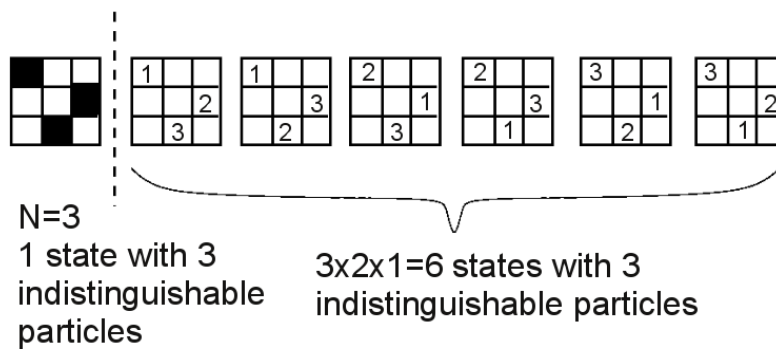 1 1 2 2 3 3
2 3 1 3 1 2
3 2 3 1 2 1
N=3
1 state with 3
indistinguishable
particles
3x2x1=6 states with 3
indistinguishable particles